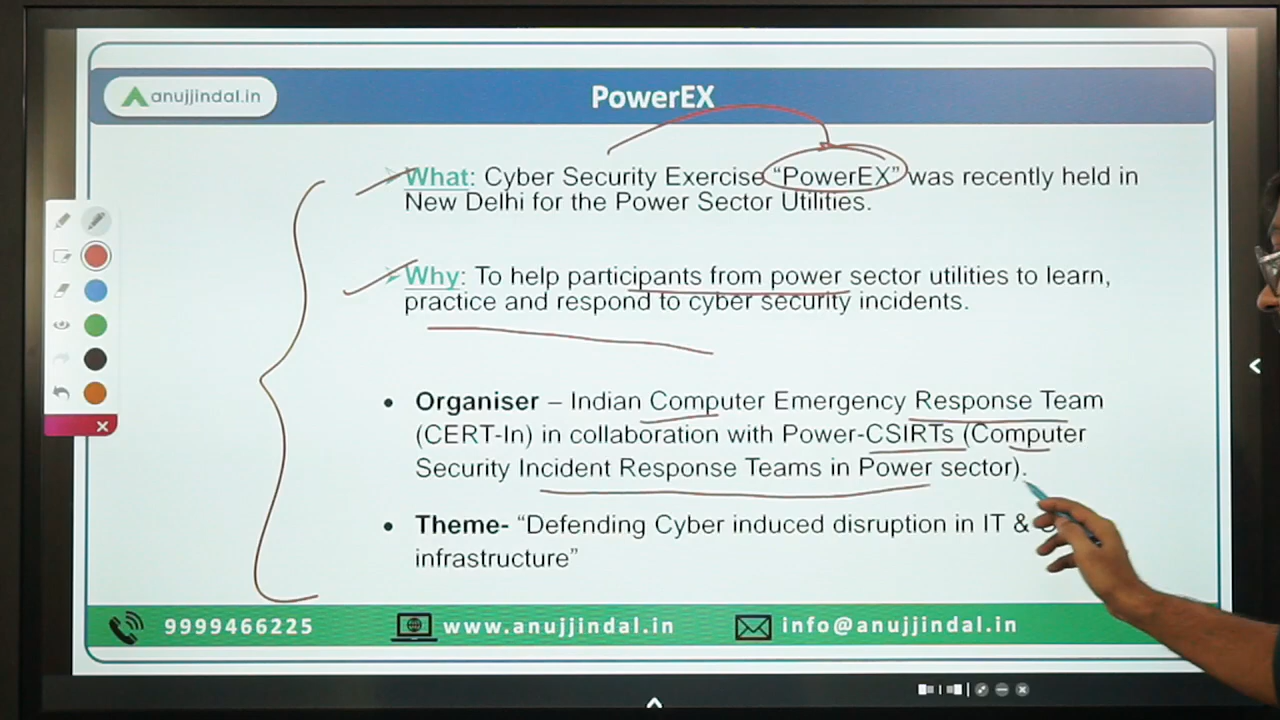 anujjindal.in
PowerEX
What: Cyber Security Exercise “PowerEX” was recently held in
New Delhi for the Power Sector Utilities.
Why: To help participants from power sector utilities to learn,
practice and respond to cyber security incidents.
• Organiser – Indian Computer Emergency Response Team
(CERT-In) in collaboration with Power-CSIRTs (Computer
Security Incident Response Teams in Power sector).
• Theme- “Defending Cyber induced disruption in IT &
infrastructure”
9999466225 www.anujjindal.in info@anujjindal.in